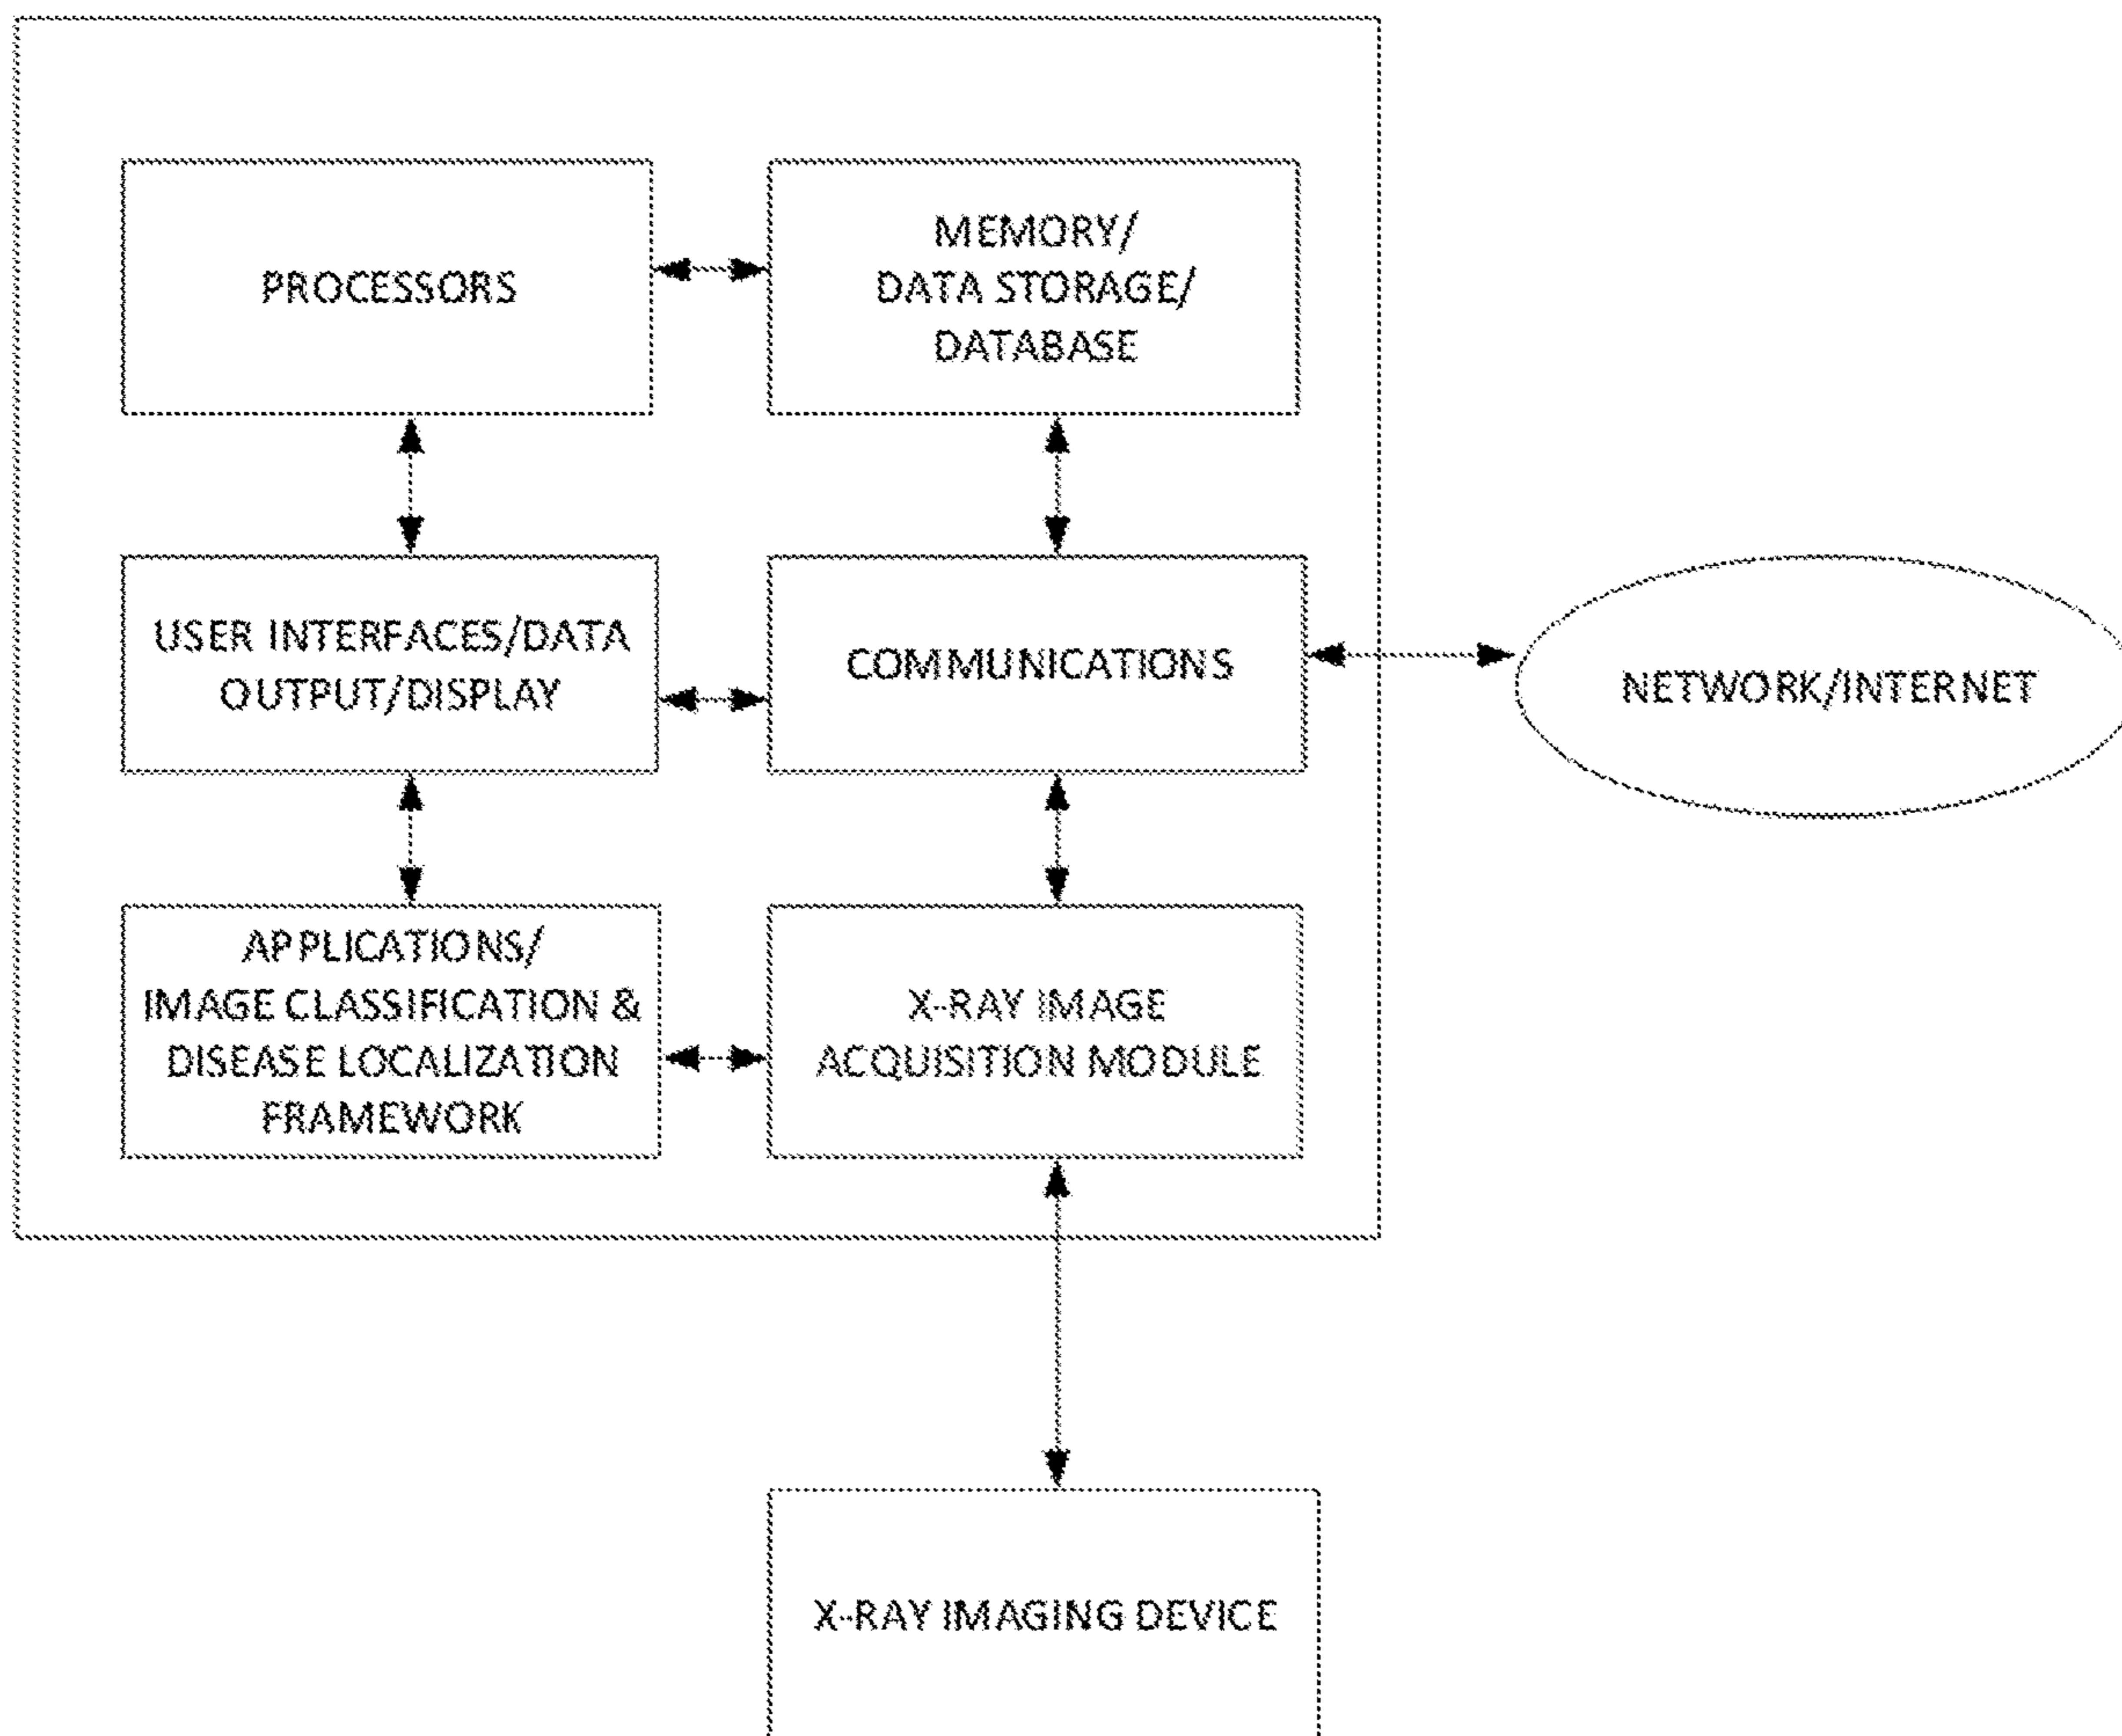 PROCESSORS
MEMORY/
DATA STORAGE/
DATABASE
USER INTERFACES/DATA
OUTPUT/DISPLAY
COMMUNICATIONS
NETWORK/INTERNET
APPLICATIONS/
IMAGE CLASSIFICATION &
DISEASE LOCALIZATION
FRAMEWORK
X-RAY IMAGE
ACQUISITION MODULE
X-RAY IMAGING DEVICE